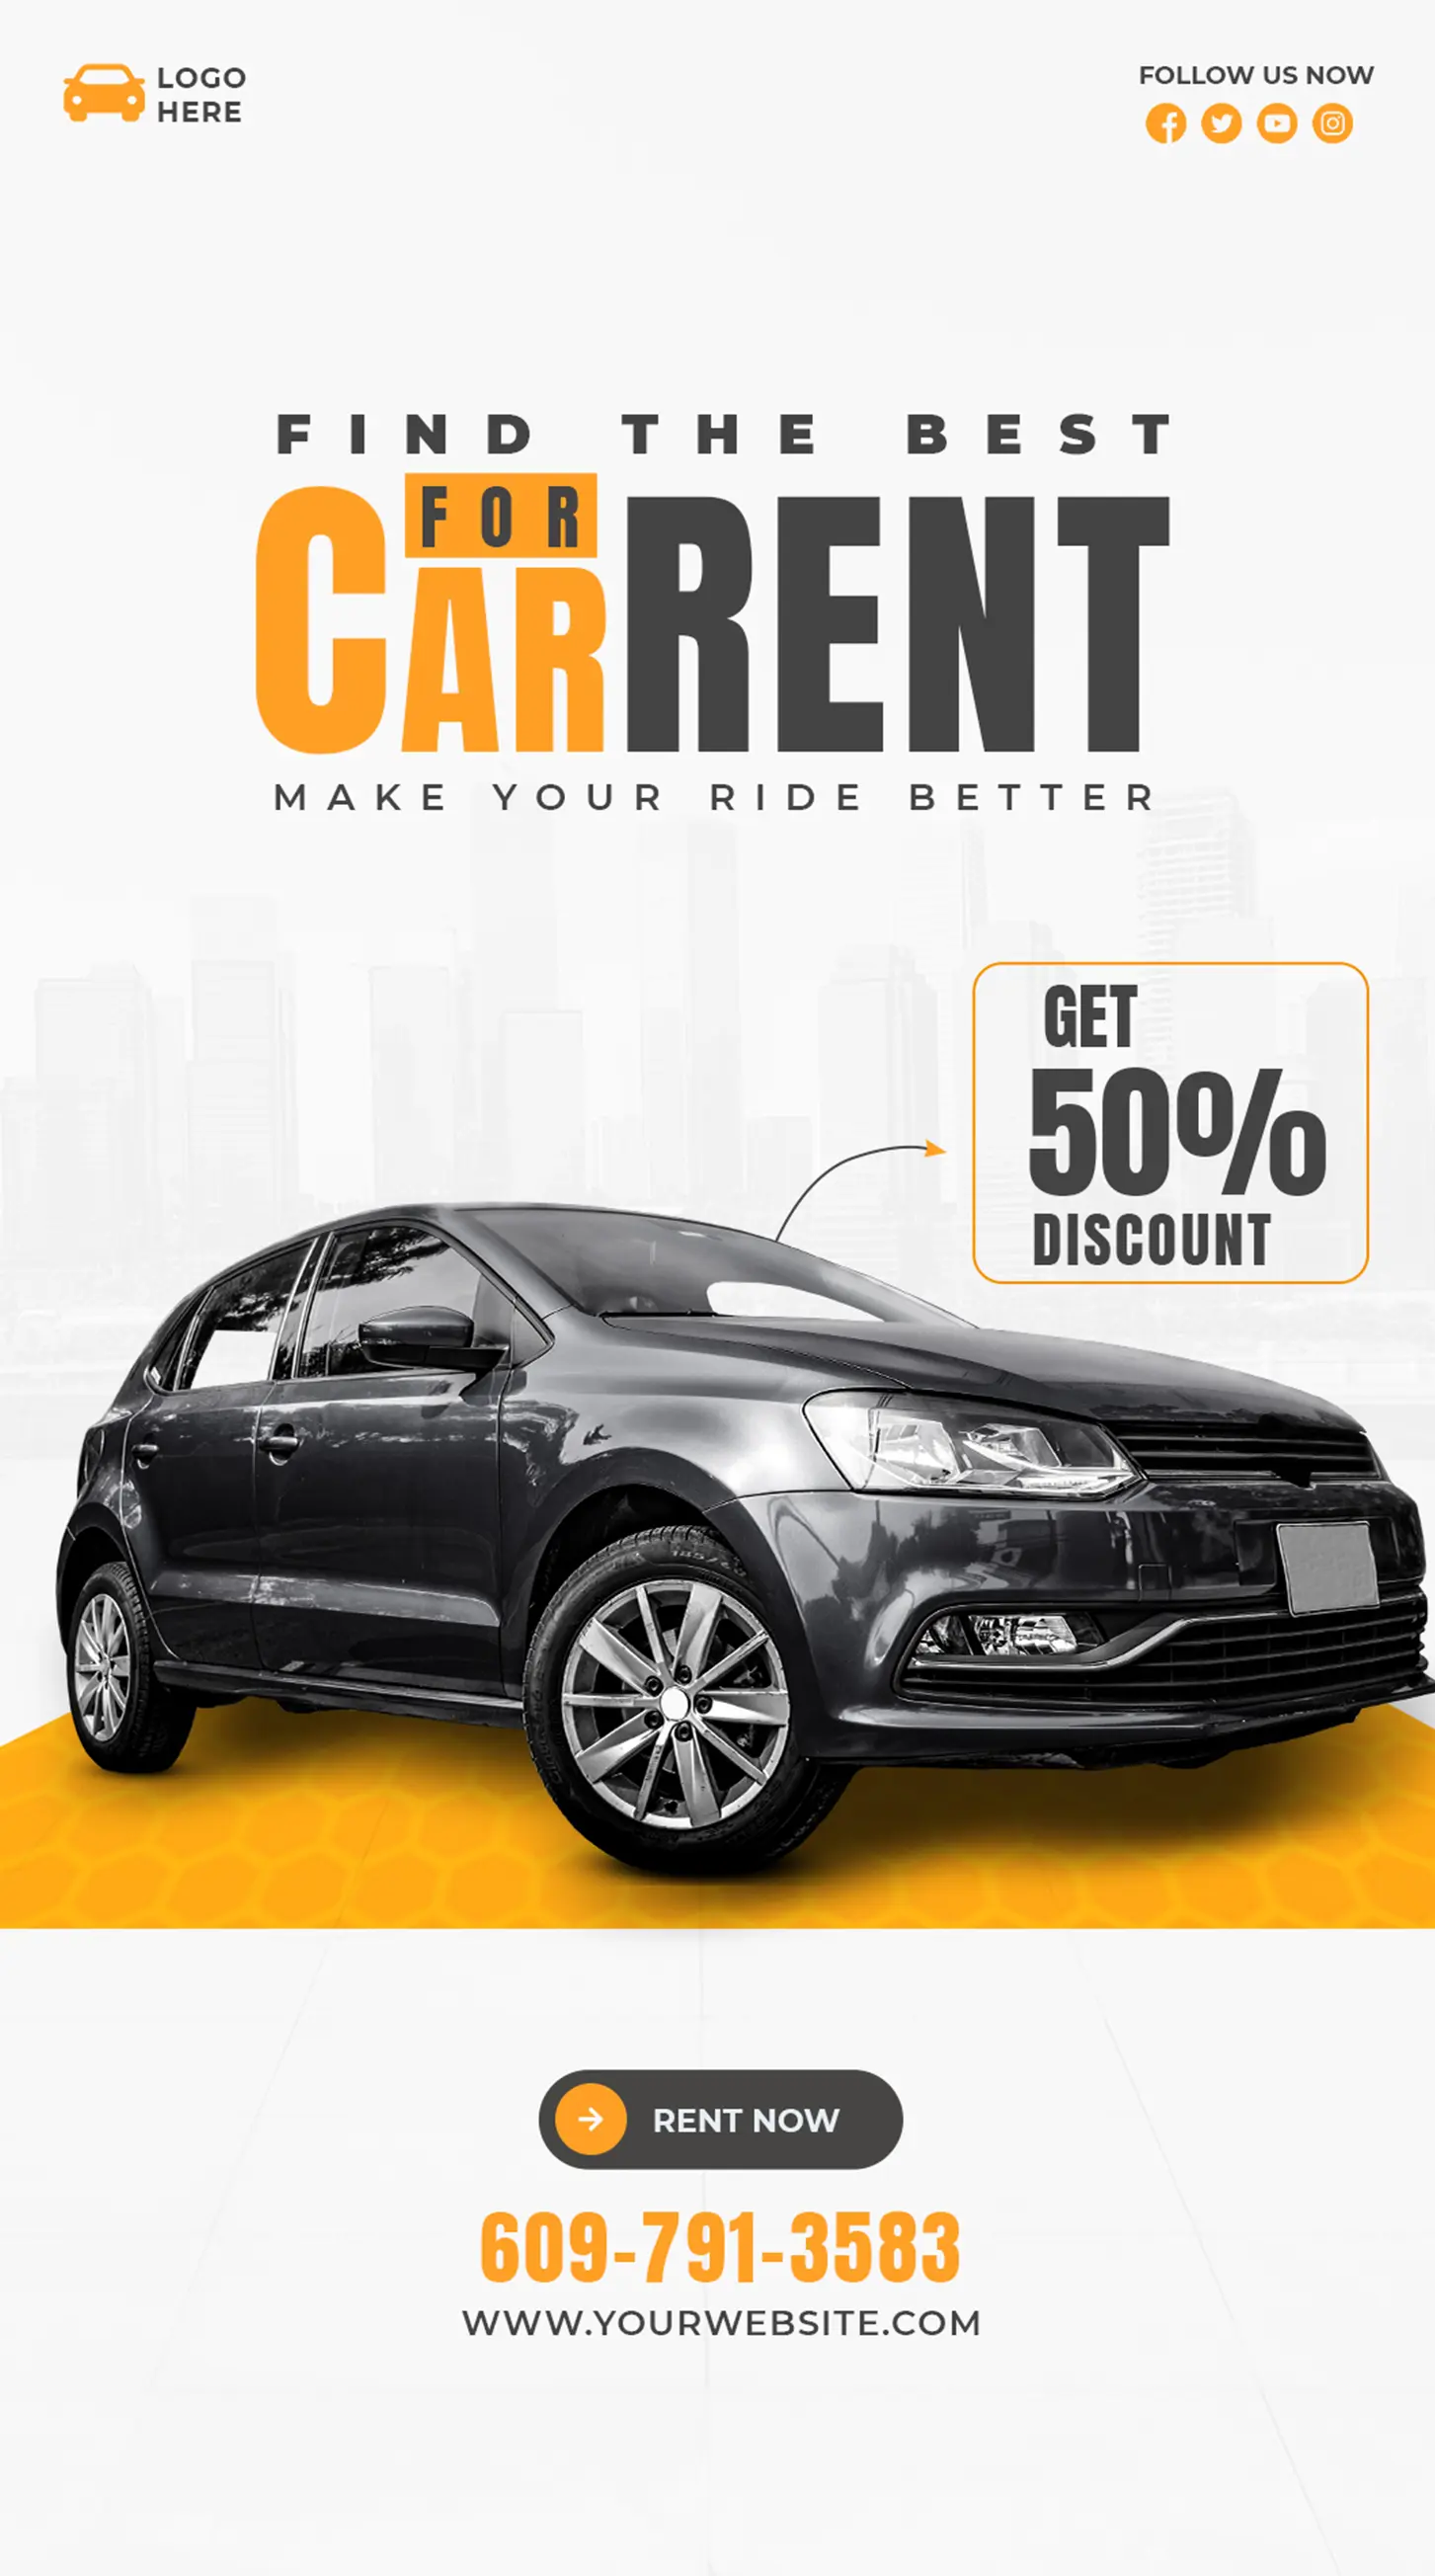 LOGO
HERE
FOLLOW US NOW
FIND THE BEST
FOR
CAR RENT
MAKE YOUR RIDE BETTER
GET
50%
DISCOUNT
RENT NOW
609-791-3583
WWW.YOURWEBSITE.COM